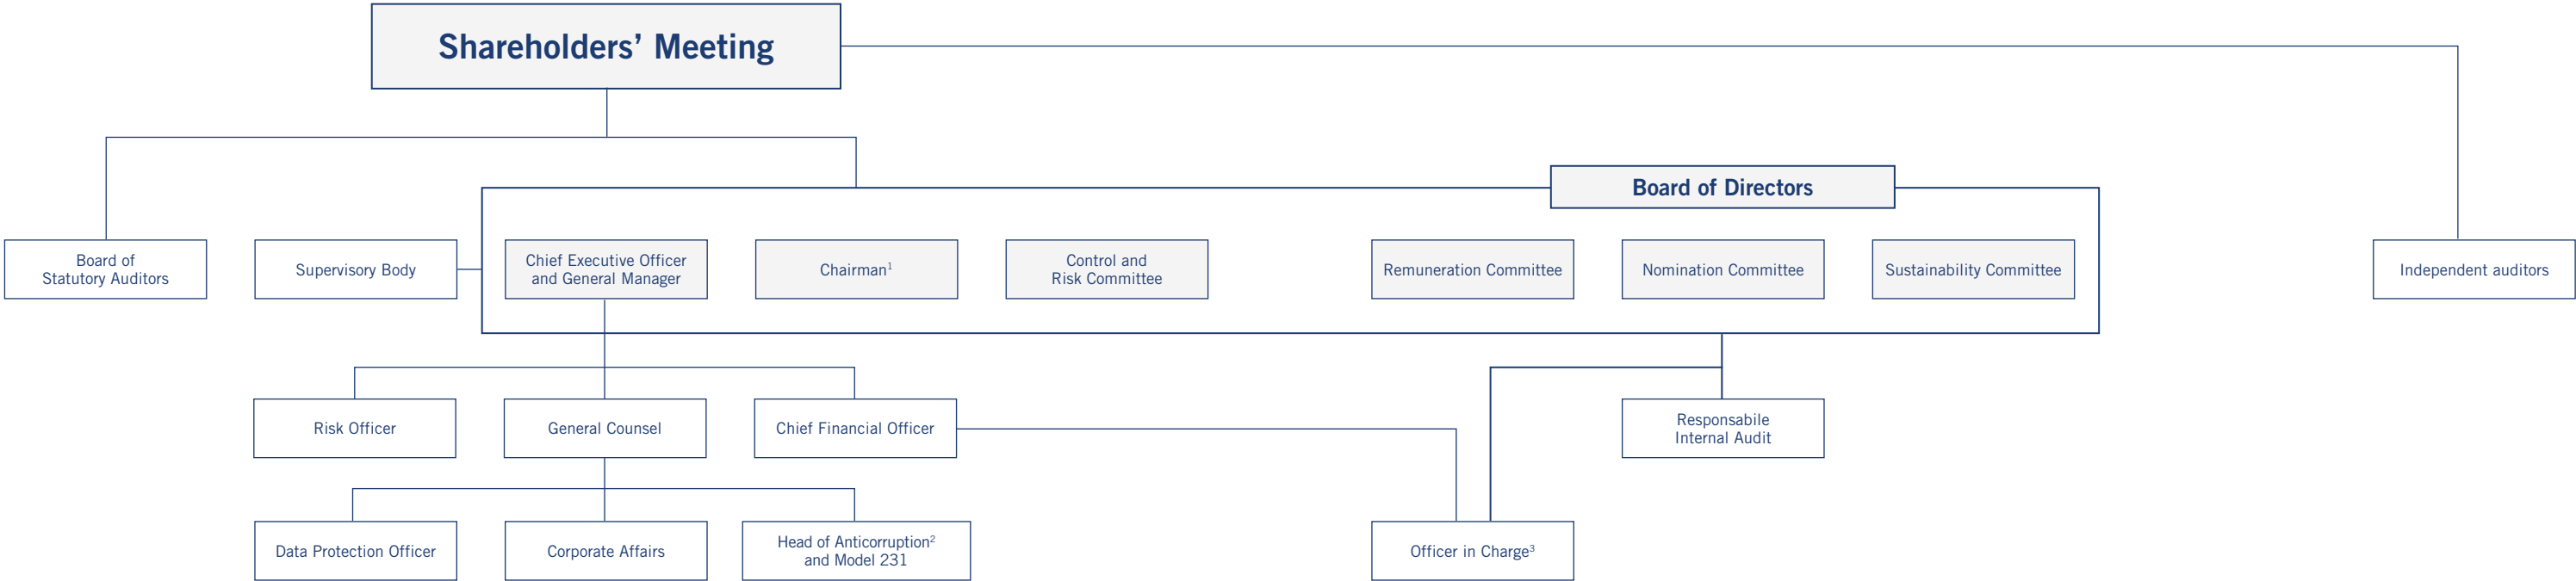 Shareholders’ Meeting
Board of Directors
Board of
Statutory Auditors
Supervisory Body
Chief Executive Officer
and General Manager
Chairman¹
Control and
Risk Committee
Remuneration Committee
Nomination Committee
Sustainability Committee
Independent auditors
Risk Officer
General Counsel
Chief Financial Officer
Responsabile
Internal Audit
Data Protection Officer
Corporate Affairs
Head of Anticorruption²
and Model 231
Officer in Charge³